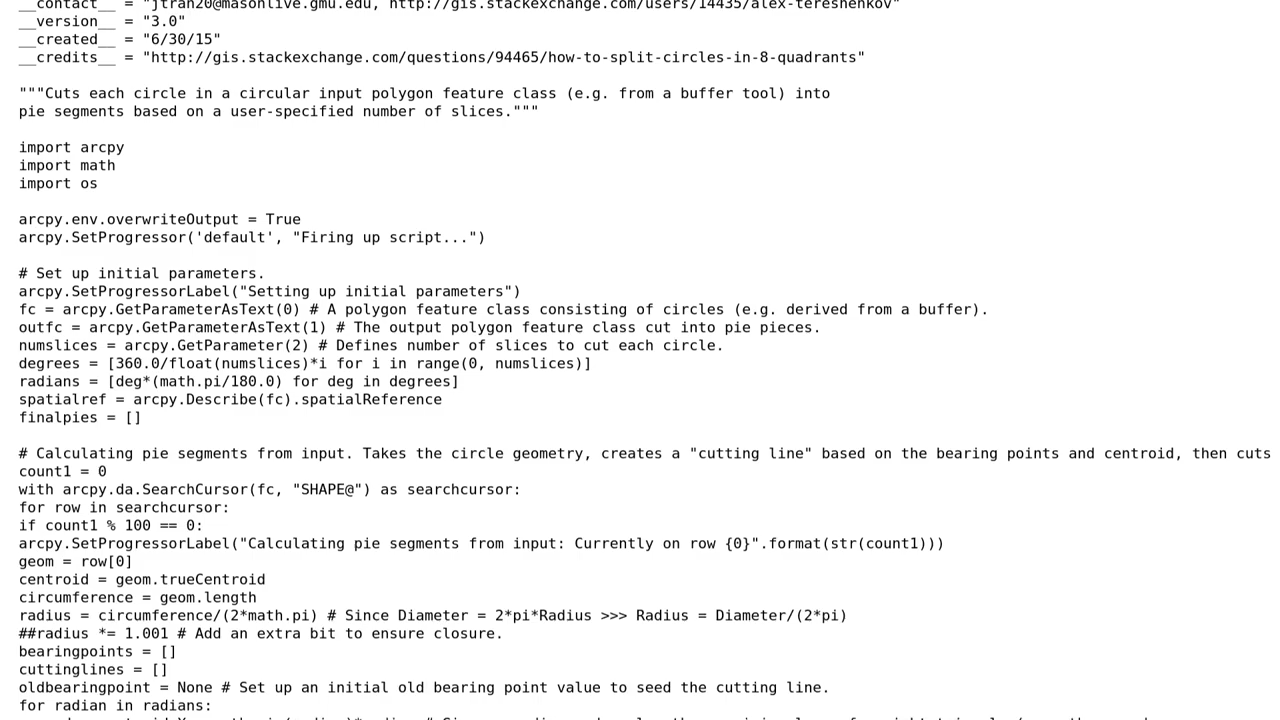 __contact__ = "jtran20@masonlive.gmu.edu, http://gis.stackexchange.com/users/14435/alex-tereshenkov"
__version__ = "3.0"
__created__ = "6/30/15"
__credits__ = "http://gis.stackexchange.com/questions/94465/how-to-split-circles-in-8-quadrants"

"""Cuts each circle in a circular input polygon feature class (e.g. from a buffer tool) into
pie segments based on a user-specified number of slices."""

import arcpy
import math
import os

arcpy.env.overwriteOutput = True
arcpy.SetProgressor('default', "Firing up script...")

# Set up initial parameters.
arcpy.SetProgressorLabel("Setting up initial parameters")
fc = arcpy.GetParameterAsText(0) # A polygon feature class consisting of circles (e.g. derived from a buffer).
outfc = arcpy.GetParameterAsText(1) # The output polygon feature class cut into pie pieces.
numslices = arcpy.GetParameter(2) # Defines number of slices to cut each circle.
degrees = [360.0/float(numslices)*i for i in range(0, numslices)]
radians = [deg*(math.pi/180.0) for deg in degrees]
spatialref = arcpy.Describe(fc).spatialReference
finalpies = []

# Calculating pie segments from input. Takes the circle geometry, creates a "cutting line" based on the bearing points and centroid, then cuts
count1 = 0
with arcpy.da.SearchCursor(fc, "SHAPE@") as searchcursor:
for row in searchcursor:
if count1 % 100 == 0:
arcpy.SetProgressorLabel("Calculating pie segments from input: Currently on row {0}".format(str(count1)))
geom = row[0]
centroid = geom.trueCentroid
circumference = geom.length
radius = circumference/(2*math.pi) # Since Diameter = 2*pi*Radius >>> Radius = Diameter/(2*pi)
##radius *= 1.001 # Add an extra bit to ensure closure.
bearingpoints = []
cuttinglines = []
oldbearingpoint = None # Set up an initial old bearing point value to seed the cutting line.
for radian in radians: